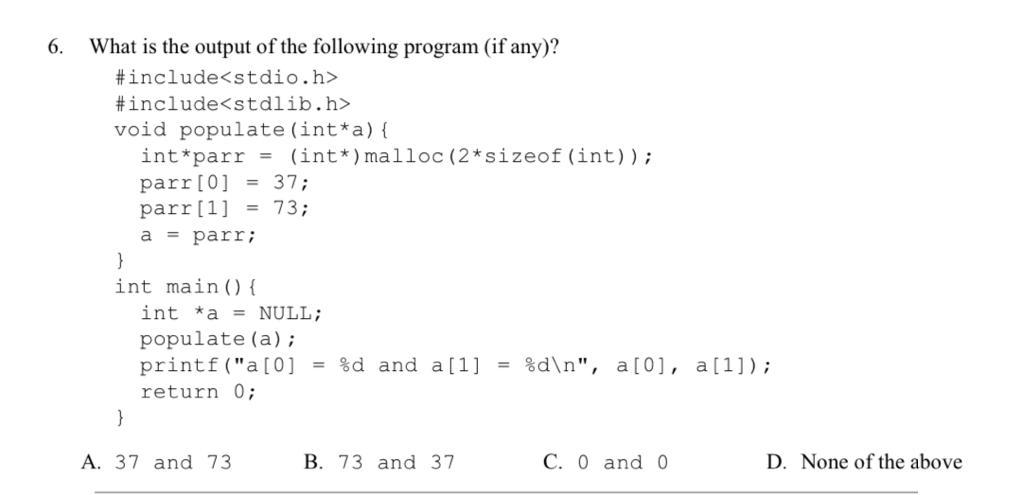 6. What is the output of the following program (if any)?
#include<stdio.h>
#include<stdlib.h>
void populate(int*a){
int*parr = (int*)malloc(2*sizeof(int));
parr[0] = 37;
parr[1] = 73;
a = parr;
}
int main(){
int *a = NULL;
populate(a);
printf("a[0] = %d and a[1] = %d\n", a[0], a[1]);
return 0;
}
A. 37 and 73 B. 73 and 37 C. 0 and 0 D. None of the above